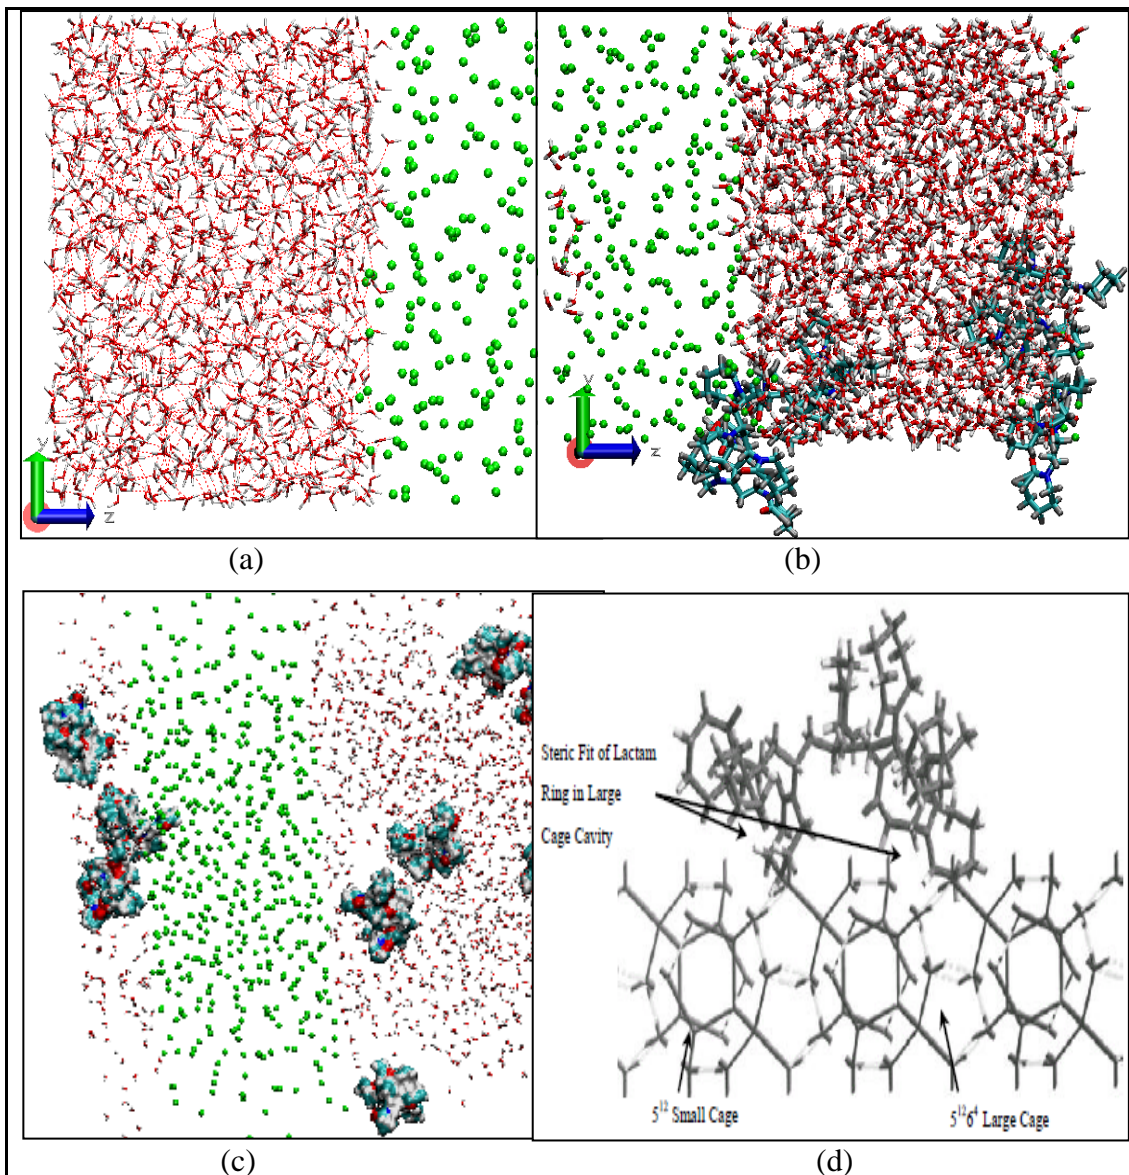 Y
Z
Y
Z
(a)
(b)
Steric Fit of Lactam
Ring in Large
Cage Cavity
5¹² Small Cage
5¹²6⁴ Large Cage
(c)
(d)